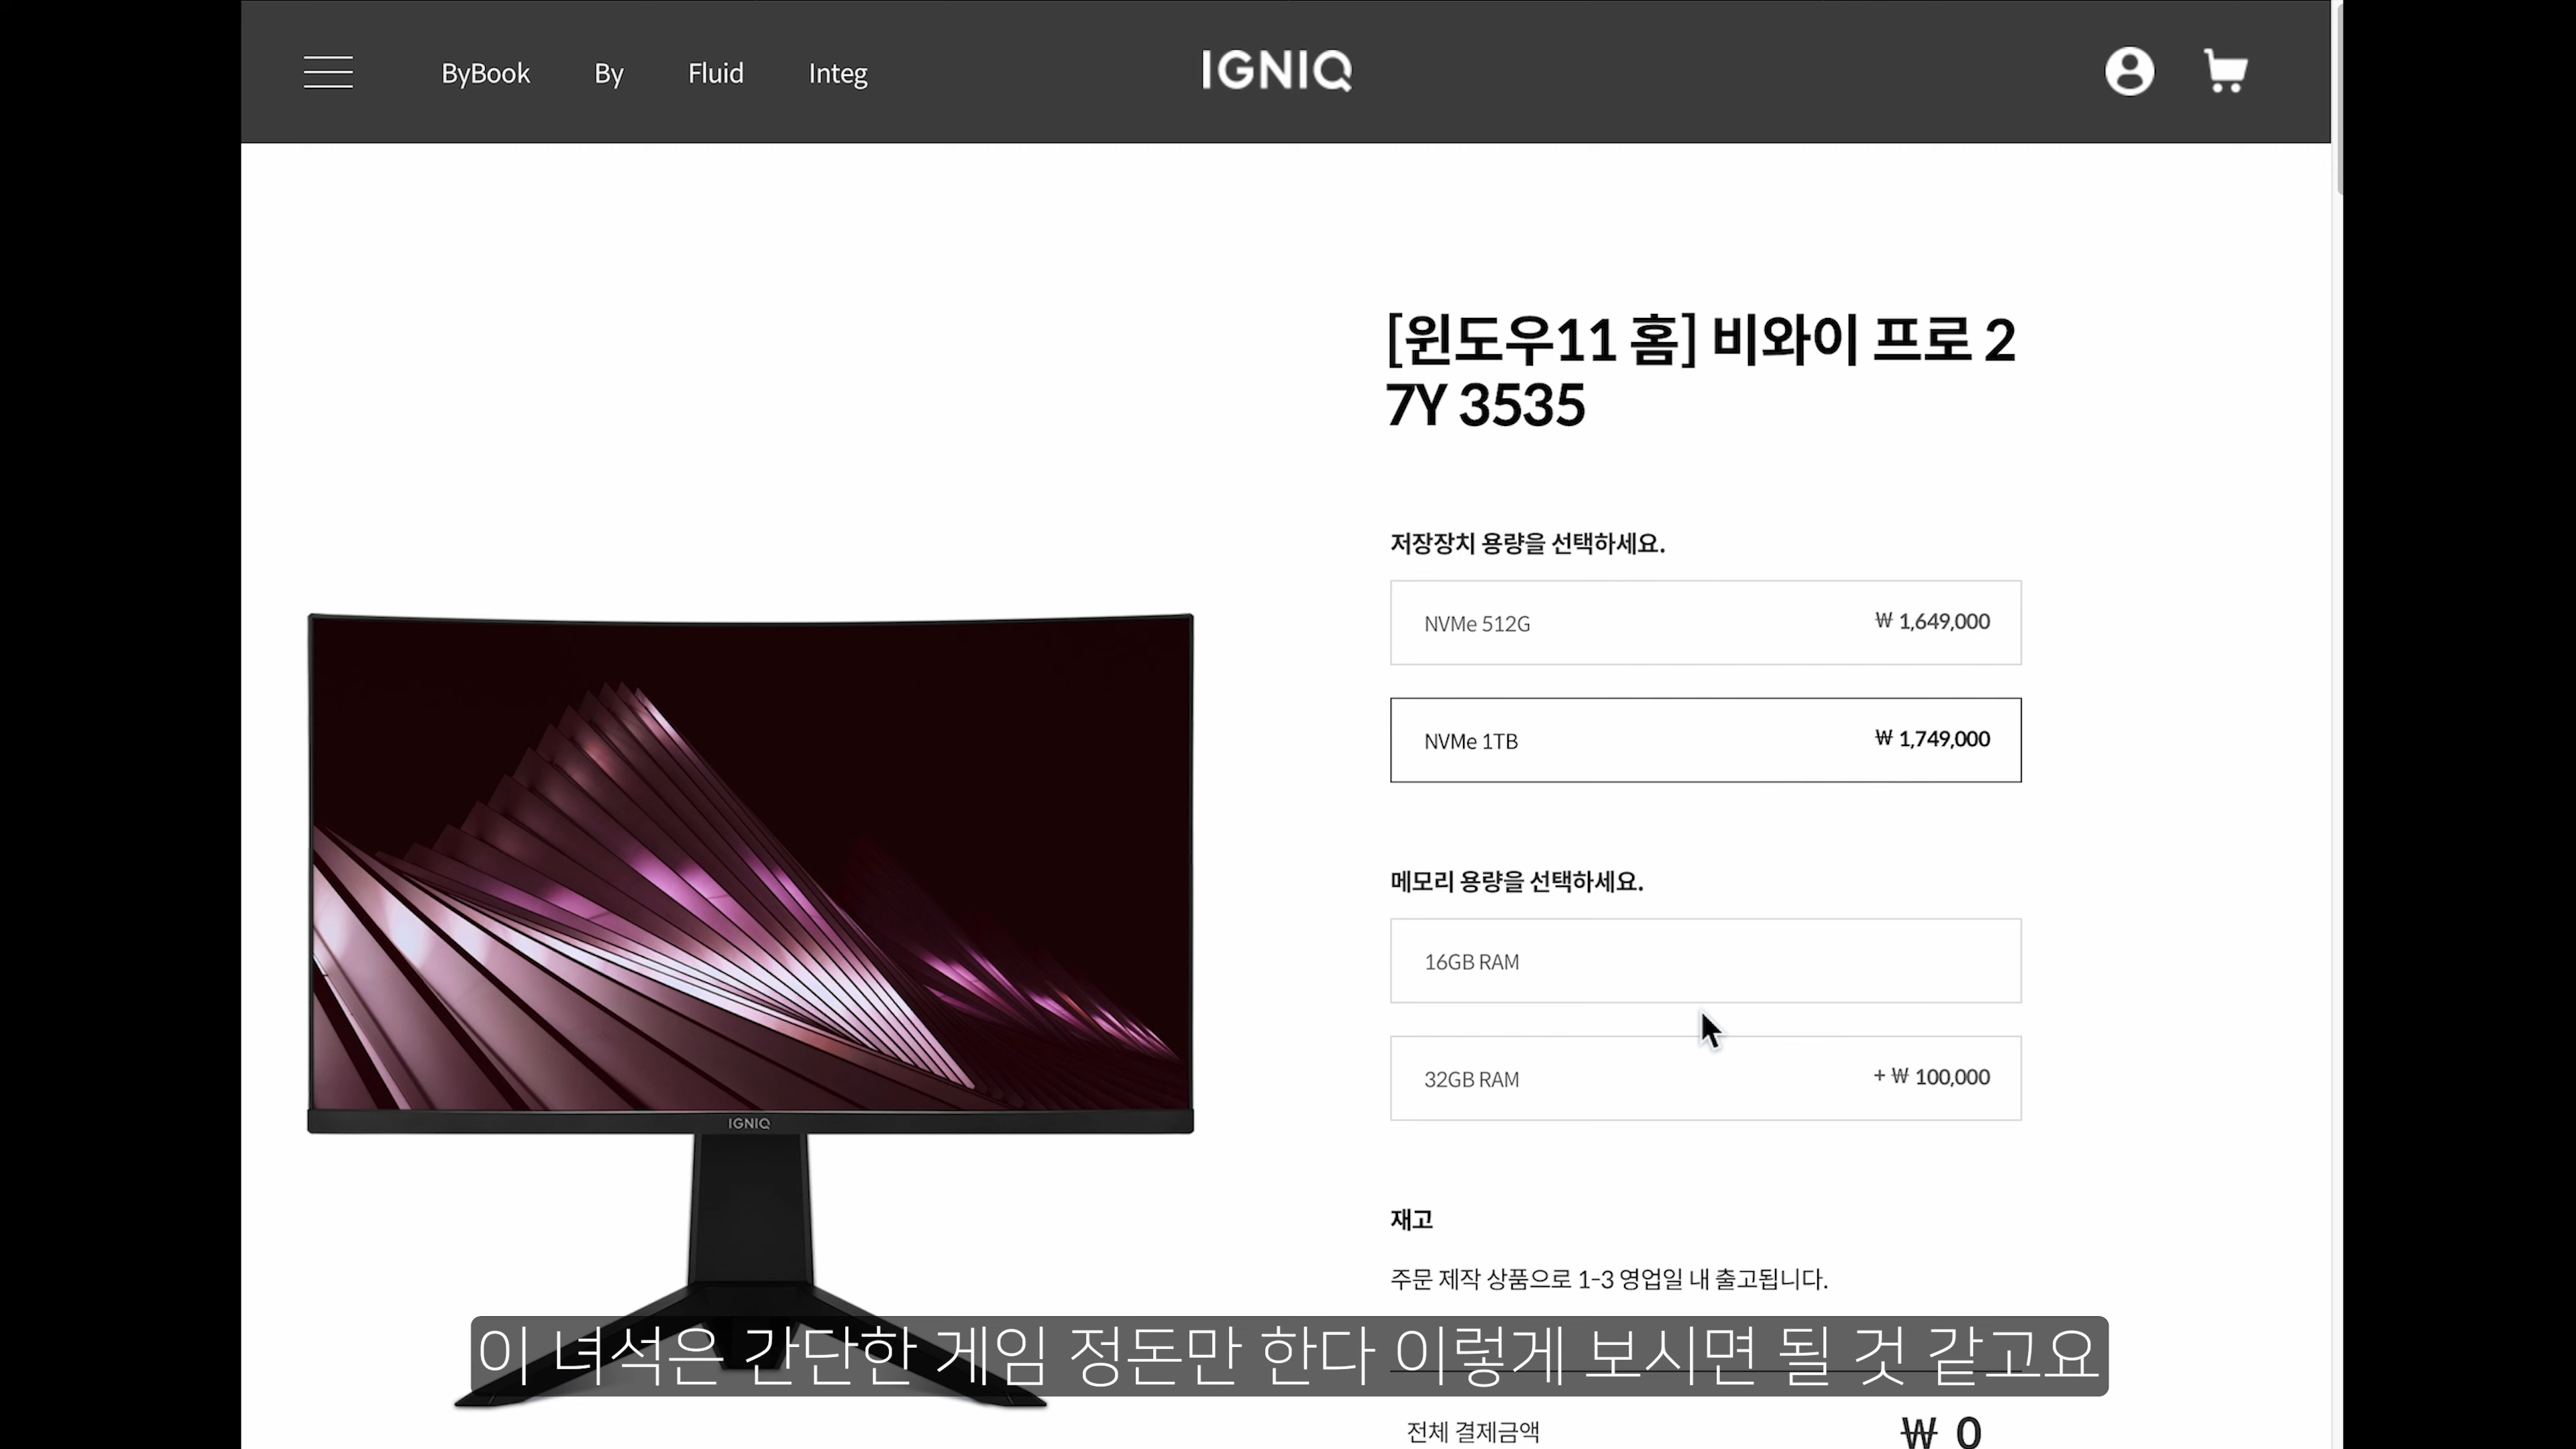 ByBook By Fluid Integ IGNIQ
[윈도우11 홈] 비와이 프로 2
7Y 3535
저장장치 용량을 선택하세요.
NVMe 512G ₩ 1,649,000
NVMe 1TB ₩ 1,749,000
메모리 용량을 선택하세요.
16GB RAM
32GB RAM + ₩ 100,000
IGNIQ
재고
주문 제작 상품으로 1-3 영업일 내 출고됩니다.
이 녀석은 간단한 게임 정돈만 한다 이렇게 보시면 될 것 같고요
전체 결제금액 ₩ 0